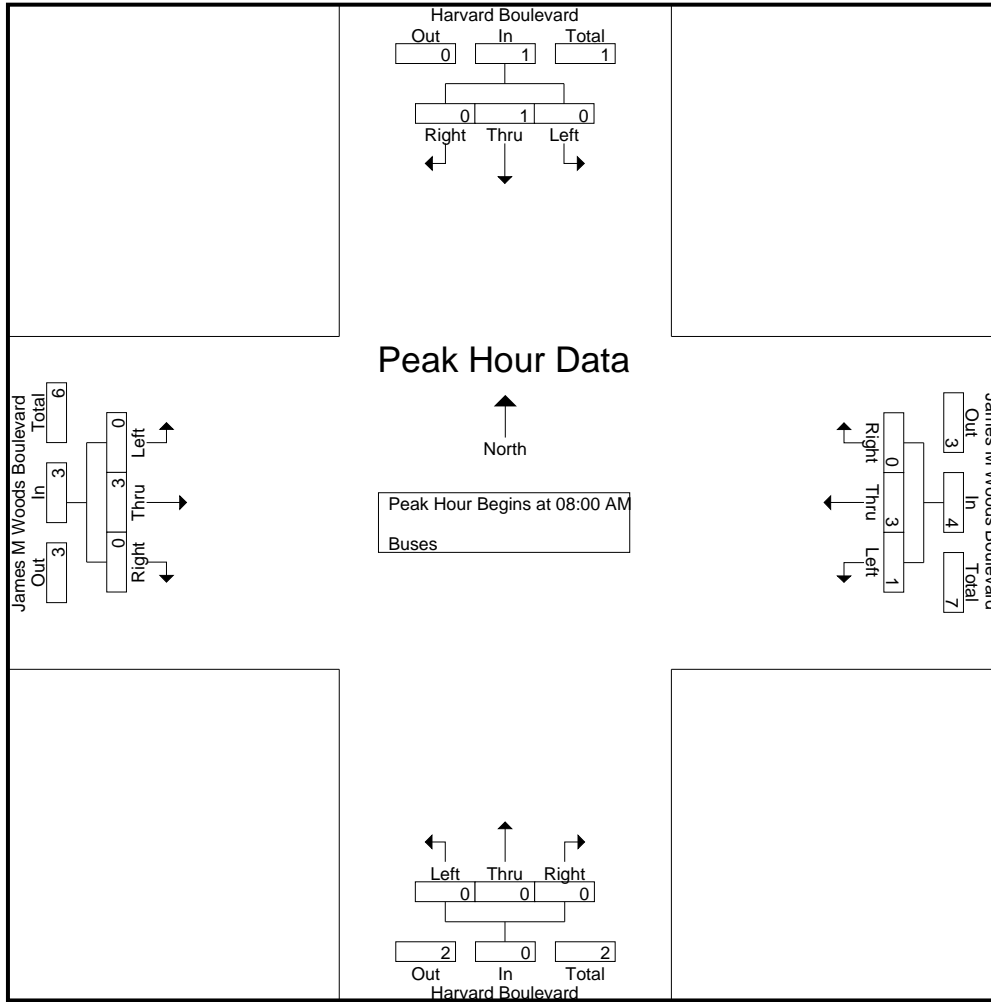 Harvard Boulevard
Out In Total
0 1 1
0 1 0
Right Thru Left
Peak Hour Data
North
Peak Hour Begins at 08:00 AM
Buses
James M Woods Boulevard
Total In Out
6 3 3
0 3 0
Left Thru Right
James M Woods Boulevard
Out In Total
3 4 7
0 3 1
Right Thru Left
Left Thru Right
0 0 0
2 0 2
Out In Total
Harvard Boulevard